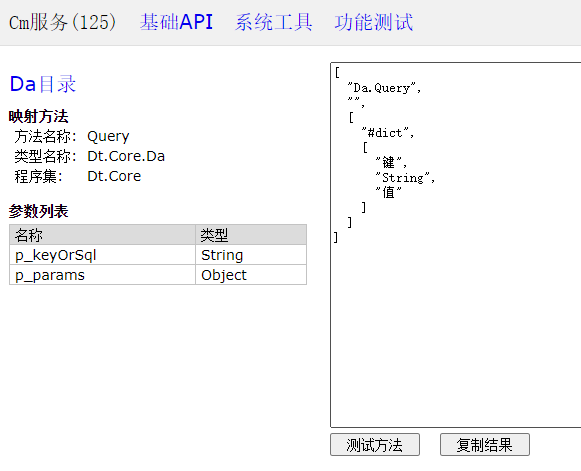 Cm服务(125) 基础API 系统工具 功能测试
Da目录
映射方法
方法名称: Query
类型名称: Dt.Core.Da
程序集: Dt.Core
参数列表
名称 类型
p_keyOrSql String
p_params Object
[
"Da.Query",
"",
[
"#dict",
[
"键",
"String",
"值"
]
]
]
测试方法 复制结果